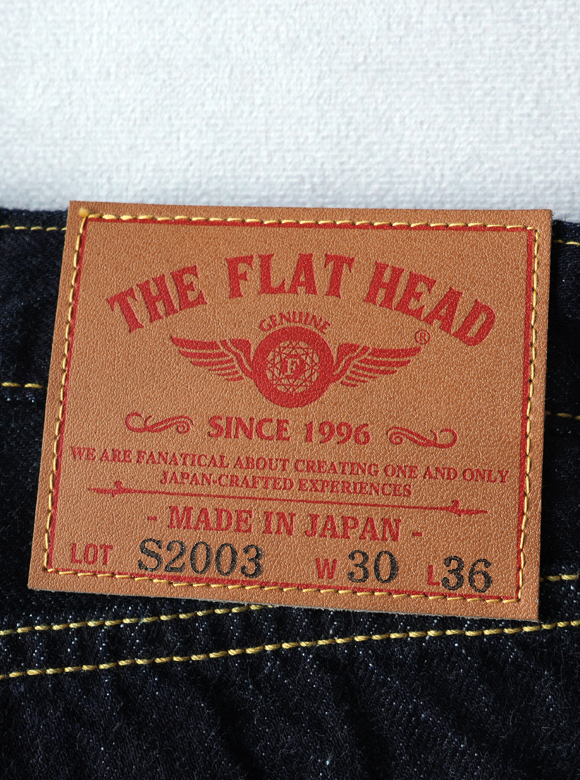 THE FLAT HEAD
GENUINE
®
F
SINCE 1996
WE ARE FANATICAL ABOUT CREATING ONE AND ONLY
JAPAN-CRAFTED EXPERIENCES
- MADE IN JAPAN -
LOT S2003 W 30 L 36